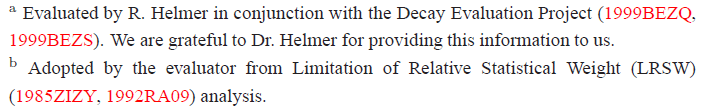 a Evaluated by R. Helmer in conjunction with the Decay Evaluation Project (1999BEZQ,
1999BEZS). We are grateful to Dr. Helmer for providing this information to us.
b Adopted by the evaluator from Limitation of Relative Statistical Weight (LRSW)
(1985ZIZY, 1992RA09) analysis.